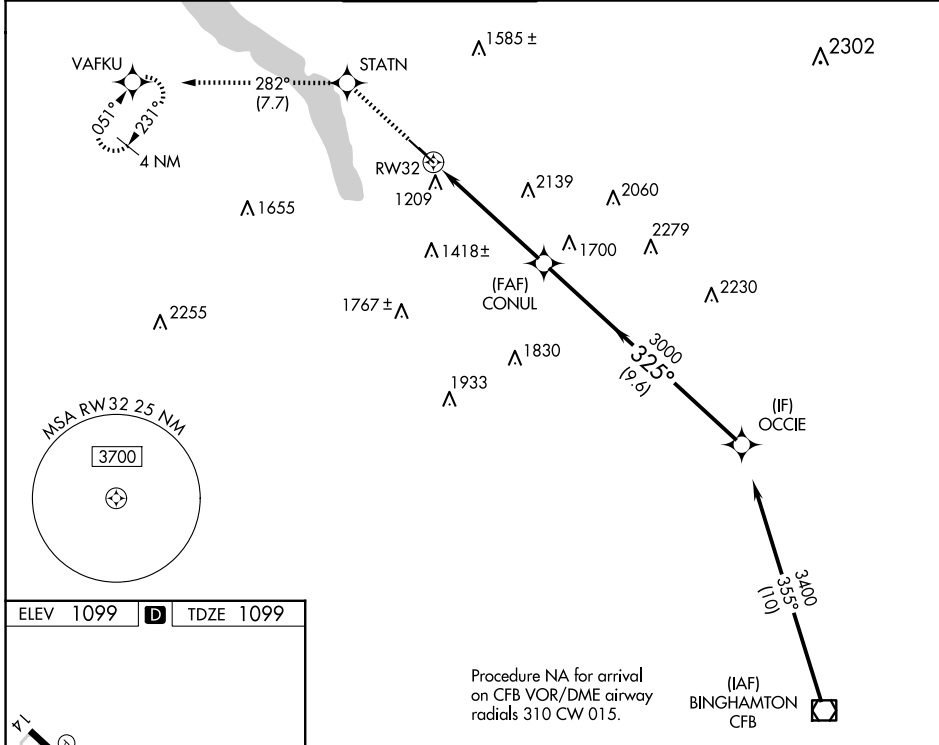 1585 ±
2302
VAFKU
STATN
282°
(7.7)
051°
231°
4 NM
RW32
1209
2139
2060
1655
1418±
1700
2279
(FAF)
CONUL
2230
2255
1767 ±
3000
325°
(9.6)
1830
1933
(IF)
OCCIE
MSA RW32 25 NM
3700
3400
355°
(10)
ELEV 1099 D TDZE 1099
Procedure NA for arrival
on CFB VOR/DME airway
radials 310 CW 015.
(IAF)
BINGHAMTON
CFB
14